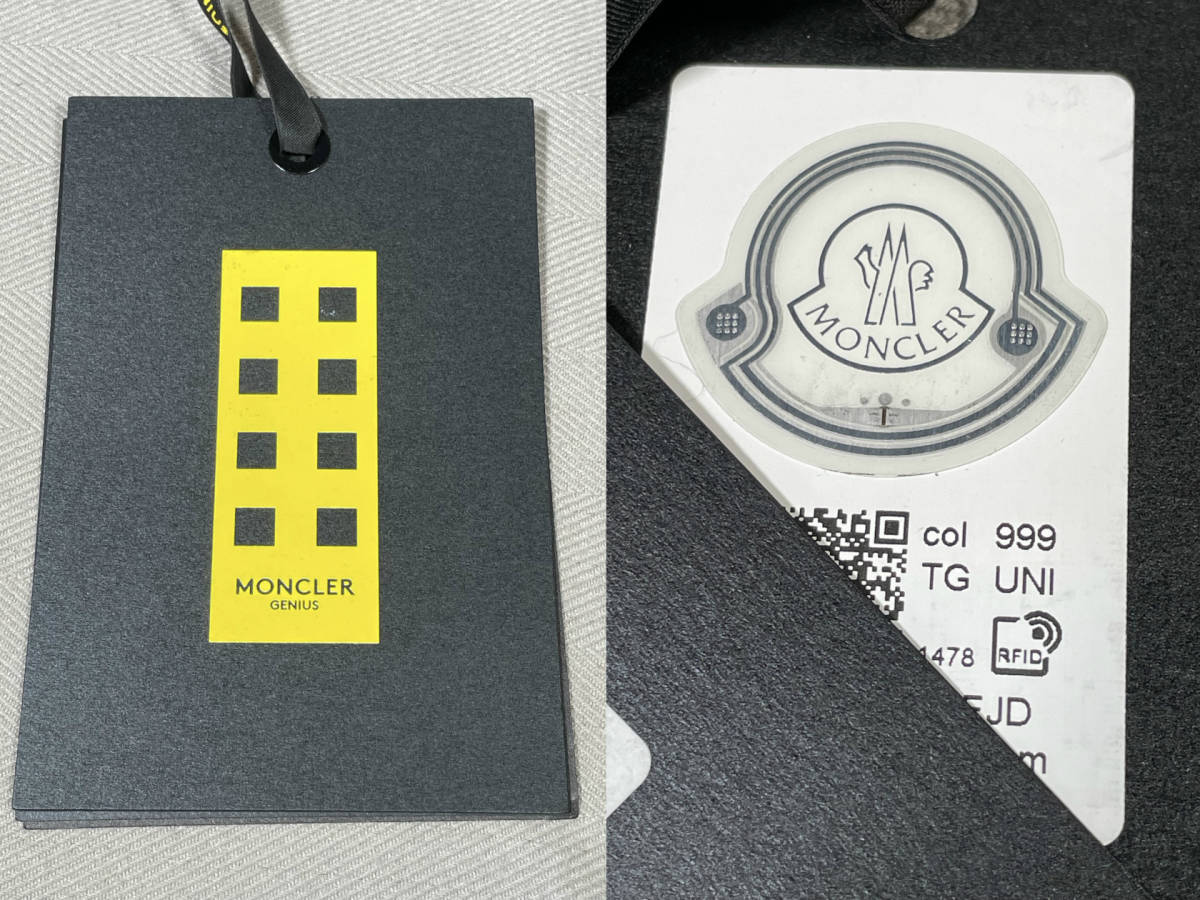 MONCLER
GENIUS
MONCLER
col 999
TG UNI
1478 RFID
EJD
m